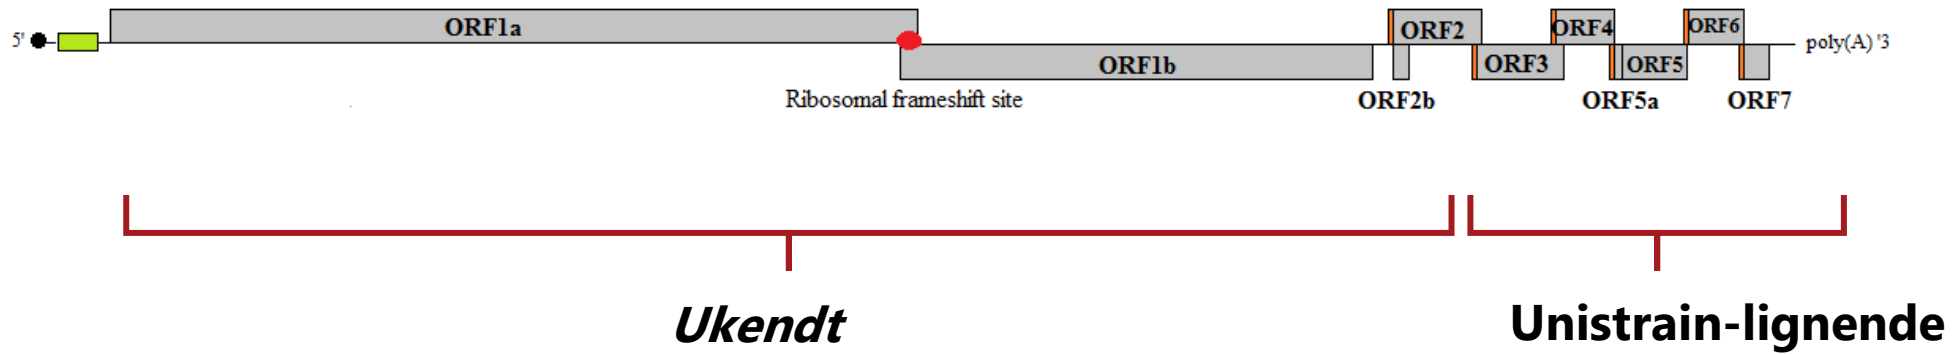 ORF1a
ORF2
ORF4
ORF6
5'
poly(A) '3
ORF1b
ORF3
ORF5
Ribosomal frameshift site
ORF2b
ORF5a
ORF7
Ukendt
Unistrain-lignende